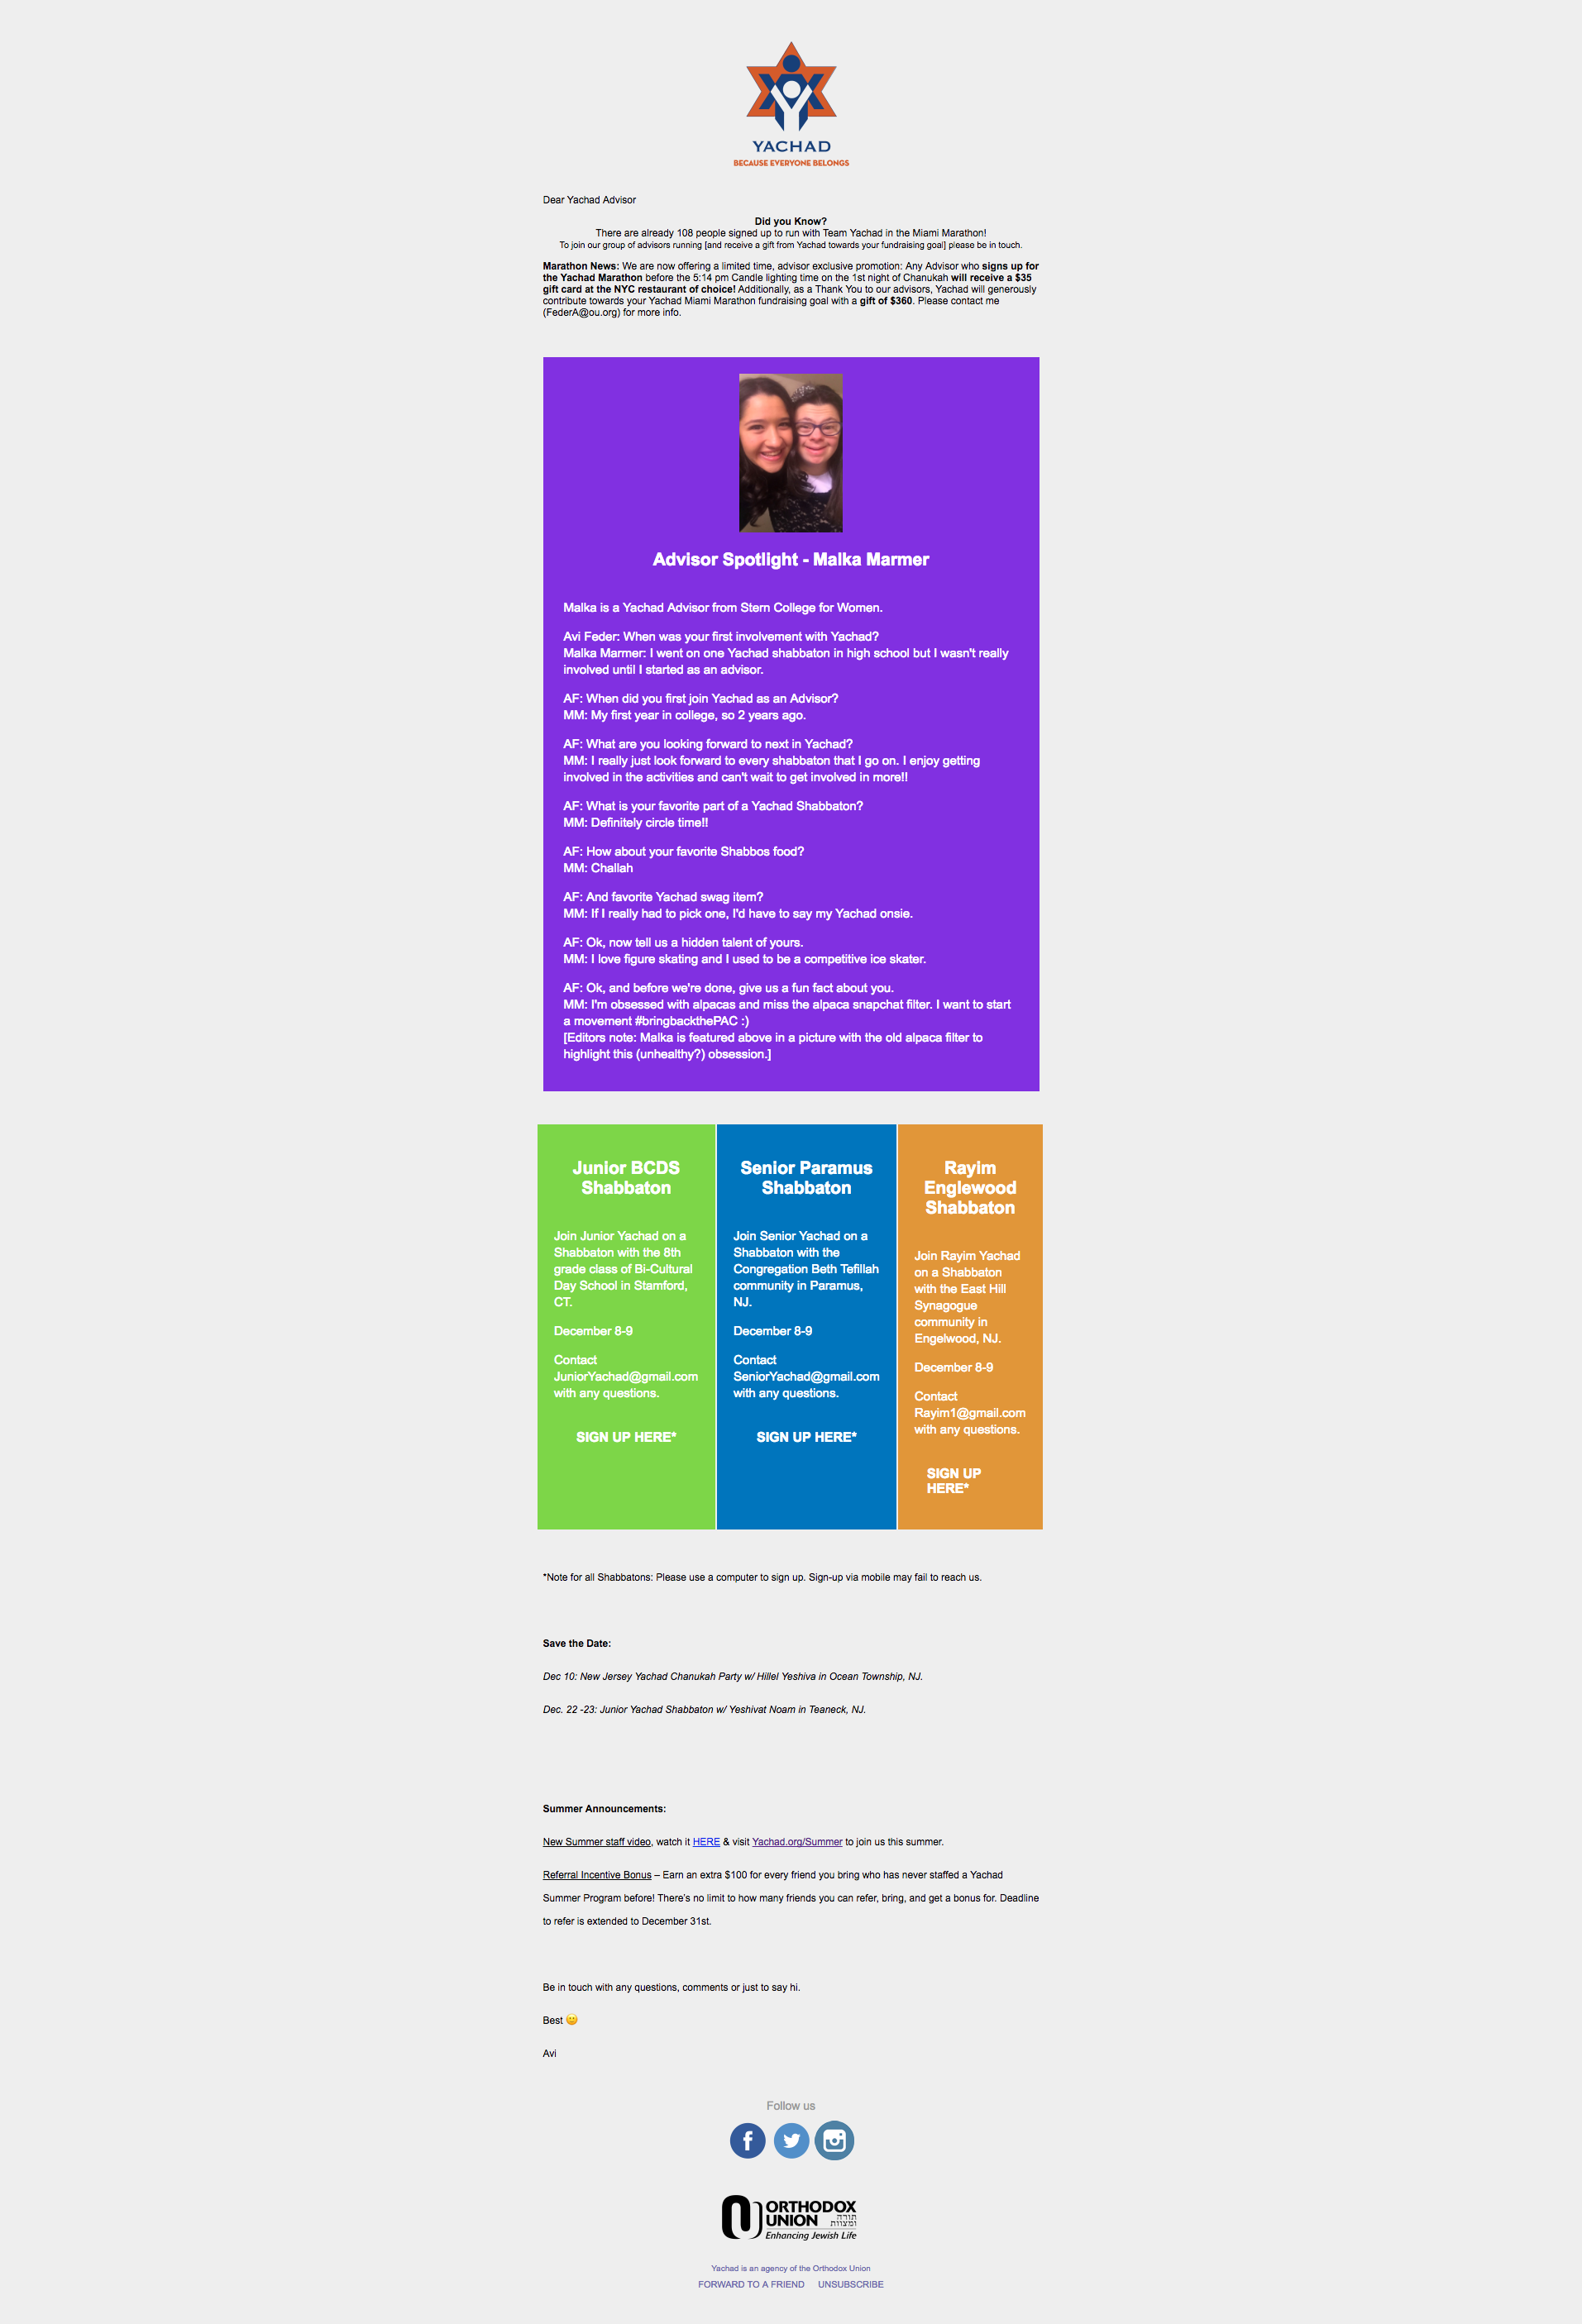 YACHAD
BECAUSE EVERYONE BELONGS
Dear Yachad Advisor
Did you Know?
There are already 108 people signed up to run with Team Yachad in the Miami Marathon!
To join our group of advisors running [and receive a gift from Yachad towards your fundraising goal] please be in touch.
Marathon News: We are now offering a limited time, advisor exclusive promotion: Any Advisor who signs up for
the Yachad Marathon before the 5:14 pm Candle lighting time on the 1st night of Chanukah will receive a $35
gift card at the NYC restaurant of choice! Additionally, as a Thank You to our advisors, Yachad will generously
contribute towards your Yachad Miami Marathon fundraising goal with a gift of $360. Please contact me
(FederA@ou.org) for more info.
Advisor Spotlight - Malka Marmer
Malka is a Yachad Advisor from Stern College for Women.
Avi Feder: When was your first involvement with Yachad?
Malka Marmer: I went on one Yachad shabbaton in high school but I wasn't really
involved until I started as an advisor.
AF: When did you first join Yachad as an Advisor?
MM: My first year in college, so 2 years ago.
AF: What are you looking forward to next in Yachad?
MM: I really just look forward to every shabbaton that I go on. I enjoy getting
involved in the activities and can't wait to get involved in more!!
AF: What is your favorite part of a Yachad Shabbaton?
MM: Definitely circle time!!
AF: How about your favorite Shabbos food?
MM: Challah
AF: And favorite Yachad swag item?
MM: If I really had to pick one, I'd have to say my Yachad onsie.
AF: Ok, now tell us a hidden talent of yours.
MM: I love figure skating and I used to be a competitive ice skater.
AF: Ok, and before we're done, give us a fun fact about you.
MM: I'm obsessed with alpacas and miss the alpaca snapchat filter. I want to start
a movement #bringbackthePAC :)
[Editors note: Malka is featured above in a picture with the old alpaca filter to
highlight this (unhealthy?) obsession.]
Junior BCDS
Shabbaton
Join Junior Yachad on a
Shabbaton with the 8th
grade class of Bi-Cultural
Day School in Stamford,
CT.
December 8-9
Contact
JuniorYachad@gmail.com
with any questions.
SIGN UP HERE*
Senior Paramus
Shabbaton
Join Senior Yachad on a
Shabbaton with the
Congregation Beth Tefillah
community in Paramus,
NJ.
December 8-9
Contact
SeniorYachad@gmail.com
with any questions.
SIGN UP HERE*
Rayim
Englewood
Shabbaton
Join Rayim Yachad
on a Shabbaton
with the East Hill
Synagogue
community in
Engelwood, NJ.
December 8-9
Contact
Rayim1@gmail.com
with any questions.
SIGN UP
HERE*
*Note for all Shabbatons: Please use a computer to sign up. Sign-up via mobile may fail to reach us.
Save the Date:
Dec 10: New Jersey Yachad Chanukah Party w/ Hillel Yeshiva in Ocean Township, NJ.
Dec. 22 -23: Junior Yachad Shabbaton w/ Yeshivat Noam in Teaneck, NJ.
Summer Announcements:
New Summer staff video, watch it HERE & visit Yachad.org/Summer to join us this summer.
Referral Incentive Bonus – Earn an extra $100 for every friend you bring who has never staffed a Yachad
Summer Program before! There's no limit to how many friends you can refer, bring, and get a bonus for. Deadline
to refer is extended to December 31st.
Be in touch with any questions, comments or just to say hi.
Best 🙂
Avi
Follow us
ORTHODOX
UNION תורה
ומצוות
Enhancing Jewish Life
Yachad is an agency of the Orthodox Union
FORWARD TO A FRIEND UNSUBSCRIBE